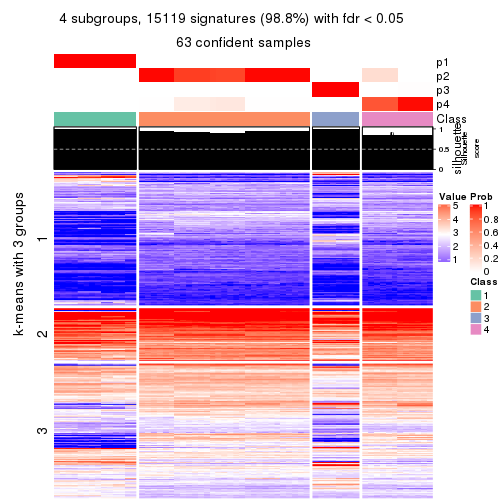 4 subgroups, 15119 signatures (98.8%) with fdr < 0.05
63 confident samples
p1
p2
p3
p4
Class
1
0.5
0
silhouette
Silhouette
score
k-means with 3 groups
1
2
3
Value
5
4
3
2
1
Prob
1
0.8
0.6
0.4
0.2
0
Class
1
2
3
4